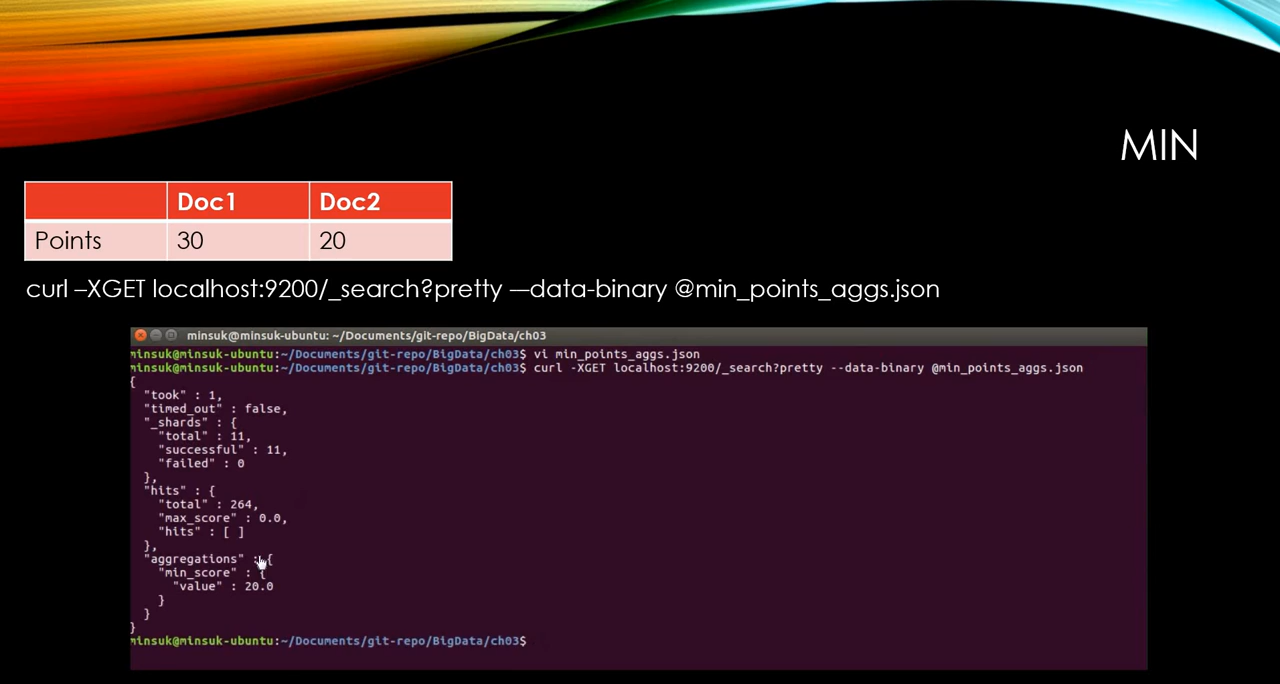 MIN
Doc1 Doc2
Points 30 20
curl –XGET localhost:9200/_search?pretty —data-binary @min_points_aggs.json
minsuk@minsuk-ubuntu: ~/Documents/git-repo/BigData/ch03
minsuk@minsuk-ubuntu:~/Documents/git-repo/BigData/ch03$ vi min_points_aggs.json
minsuk@minsuk-ubuntu:~/Documents/git-repo/BigData/ch03$ curl -XGET localhost:9200/_search?pretty --data-binary @min_points_aggs.json
{
"took" : 1,
"timed_out" : false,
"_shards" : {
"total" : 11,
"successful" : 11,
"failed" : 0
},
"hits" : {
"total" : 264,
"max_score" : 0.0,
"hits" : [ ]
},
"aggregations" : {
"min_score" : {
"value" : 20.0
}
}
}
minsuk@minsuk-ubuntu:~/Documents/git-repo/BigData/ch03$